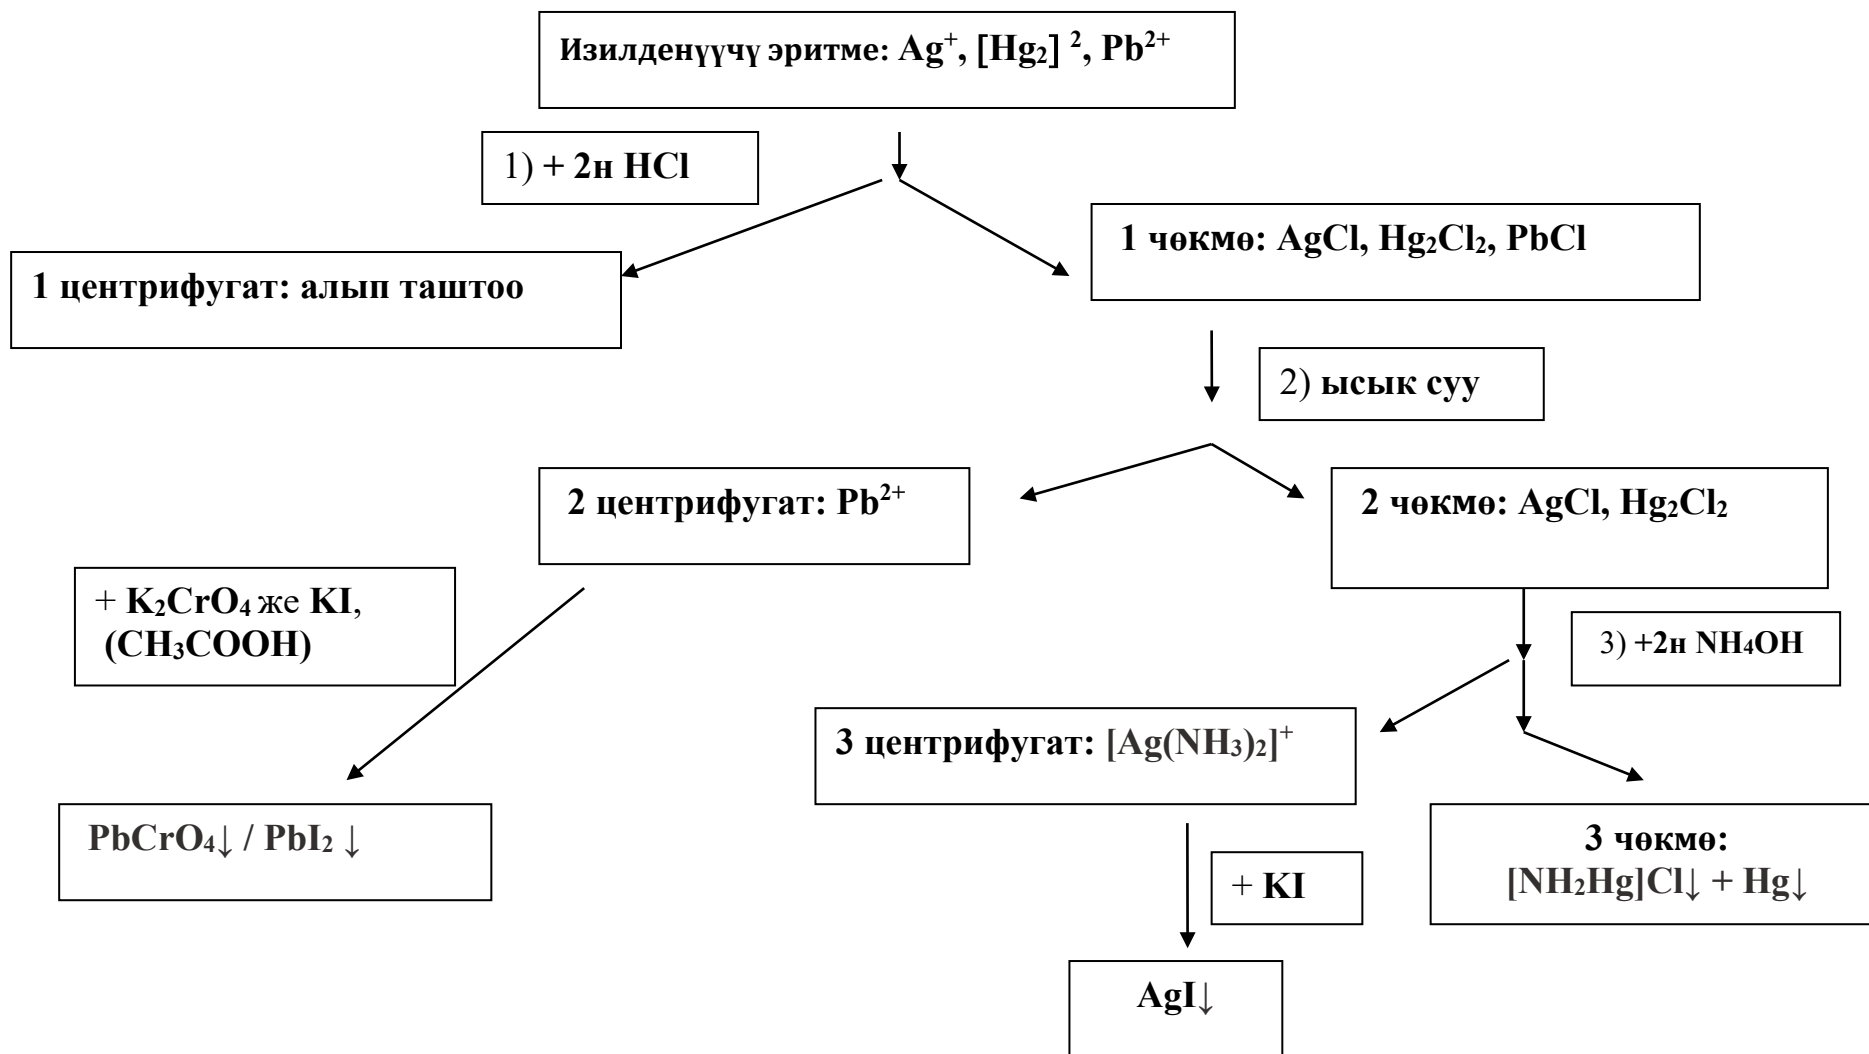 Изилденүүчү эритме: Ag⁺, [Hg₂] ², Pb²⁺
1) + 2н HCl
1 чөкмө: AgCl, Hg₂Cl₂, PbCl
1 центрифугат: алып таштоо
2) ысык суу
2 центрифугат: Pb²⁺
2 чөкмө: AgCl, Hg₂Cl₂
+ K₂CrO₄ же KI,
(CH₃COOH)
3) +2н NH₄OH
3 центрифугат: [Ag(NH₃)₂]⁺
PbCrO₄↓ / PbI₂ ↓
3 чөкмө:
[NH₂Hg]Cl↓ + Hg↓
+ KI
AgI↓